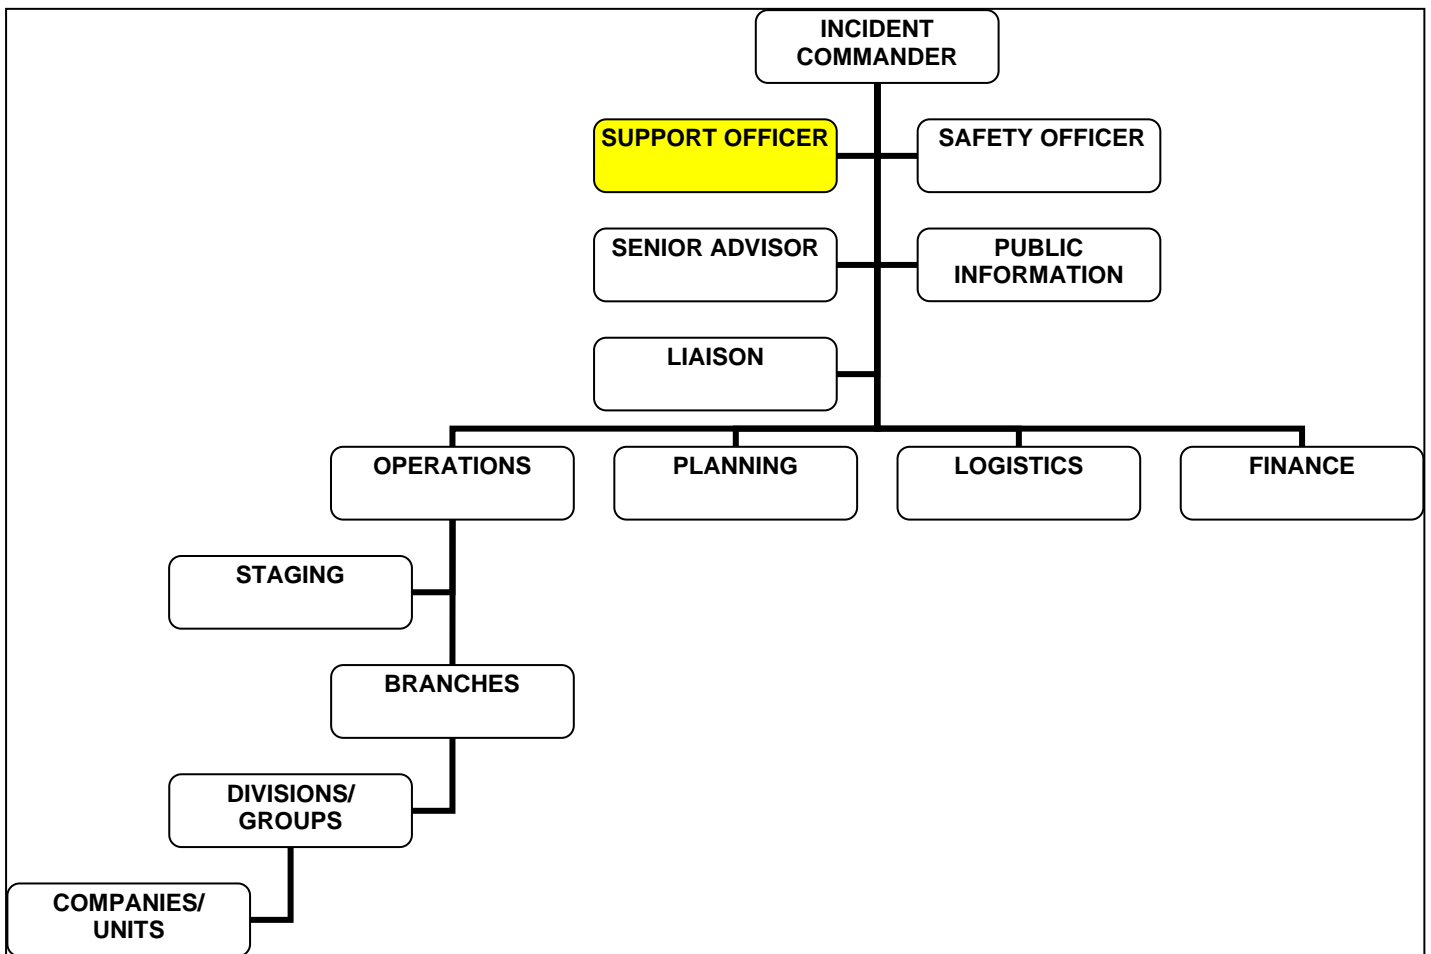 INCIDENT
COMMANDER
SUPPORT OFFICER
SAFETY OFFICER
SENIOR ADVISOR
PUBLIC
INFORMATION
LIAISON
OPERATIONS
PLANNING
LOGISTICS
FINANCE
STAGING
BRANCHES
DIVISIONS/
GROUPS
COMPANIES/
UNITS